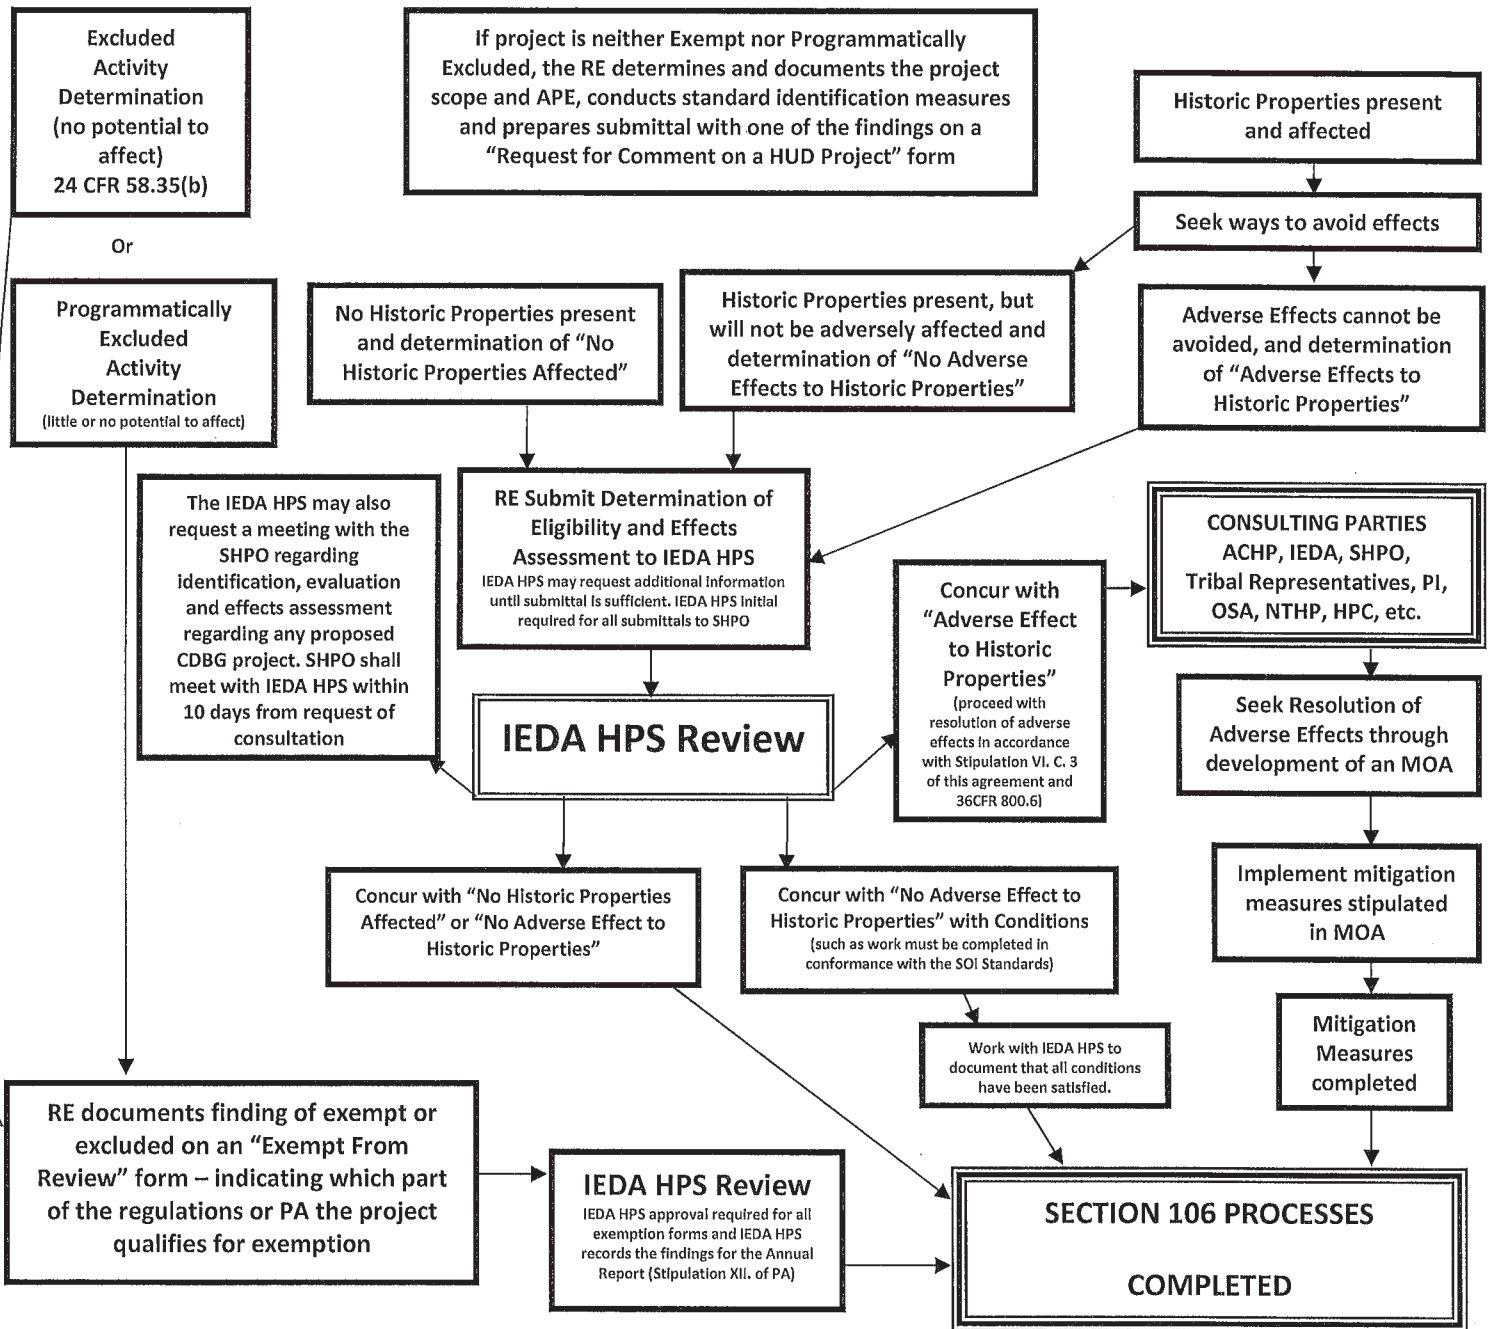 Excluded
Activity
Determination
(no potential to
affect)
24 CFR 58.35(b)
Or
Programmatically
Excluded
Activity
Determination
(little or no potential to affect)
If project is neither Exempt nor Programmatically
Excluded, the RE determines and documents the project
scope and APE, conducts standard identification measures
and prepares submittal with one of the findings on a
“Request for Comment on a HUD Project” form
Historic Properties present
and affected
Seek ways to avoid effects
No Historic Properties present
and determination of “No
Historic Properties Affected”
Historic Properties present, but
will not be adversely affected and
determination of “No Adverse
Effects to Historic Properties”
Adverse Effects cannot be
avoided, and determination
of “Adverse Effects to
Historic Properties”
The IEDA HPS may also
request a meeting with the
SHPO regarding
identification, evaluation
and effects assessment
regarding any proposed
CDBG project. SHPO shall
meet with IEDA HPS within
10 days from request of
consultation
RE Submit Determination of
Eligibility and Effects
Assessment to IEDA HPS
IEDA HPS may request additional information
until submittal is sufficient. IEDA HPS initial
required for all submittals to SHPO
IEDA HPS Review
Concur with
“Adverse Effect
to Historic
Properties”
(proceed with
resolution of adverse
effects in accordance
with Stipulation VI. C. 3
of this agreement and
36CFR 800.6)
CONSULTING PARTIES
ACHP, IEDA, SHPO,
Tribal Representatives, PI,
OSA, NTHP, HPC, etc.
Seek Resolution of
Adverse Effects through
development of an MOA
Implement mitigation
measures stipulated
in MOA
Mitigation
Measures
completed
Concur with “No Historic Properties
Affected” or “No Adverse Effect to
Historic Properties”
Concur with “No Adverse Effect to
Historic Properties” with Conditions
(such as work must be completed in
conformance with the SOI Standards)
Work with IEDA HPS to
document that all conditions
have been satisfied.
RE documents finding of exempt or
excluded on an “Exempt From
Review” form – indicating which part
of the regulations or PA the project
qualifies for exemption
IEDA HPS Review
IEDA HPS approval required for all
exemption forms and IEDA HPS
records the findings for the Annual
Report (Stipulation XII. of PA)
SECTION 106 PROCESSES
COMPLETED